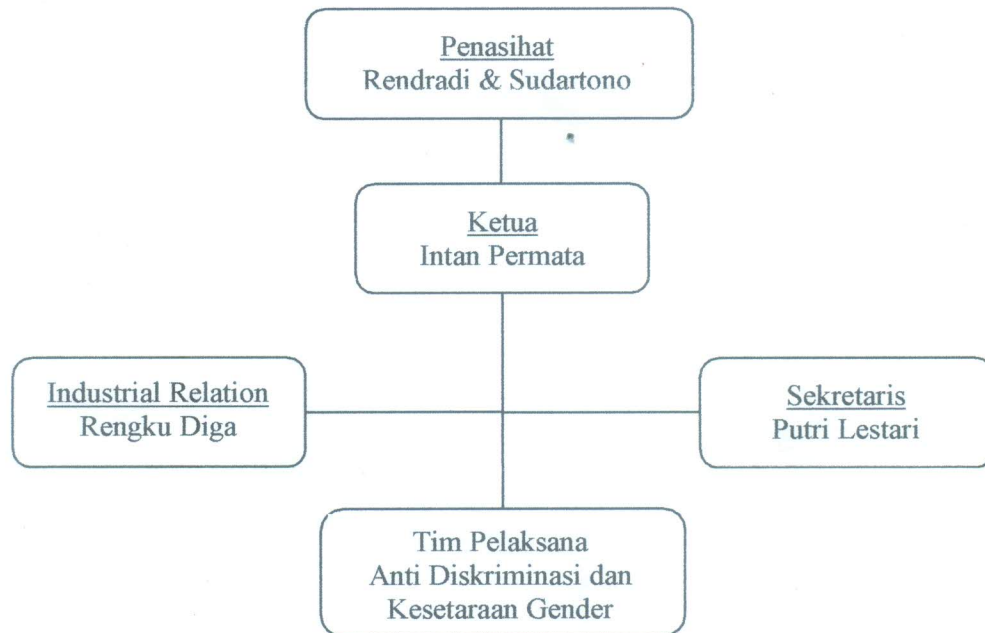 Penasihat
Rendradi & Sudartono
Ketua
Intan Permata
Industrial Relation
Rengku Diga
Sekretaris
Putri Lestari
Tim Pelaksana
Anti Diskriminasi dan
Kesetaraan Gender